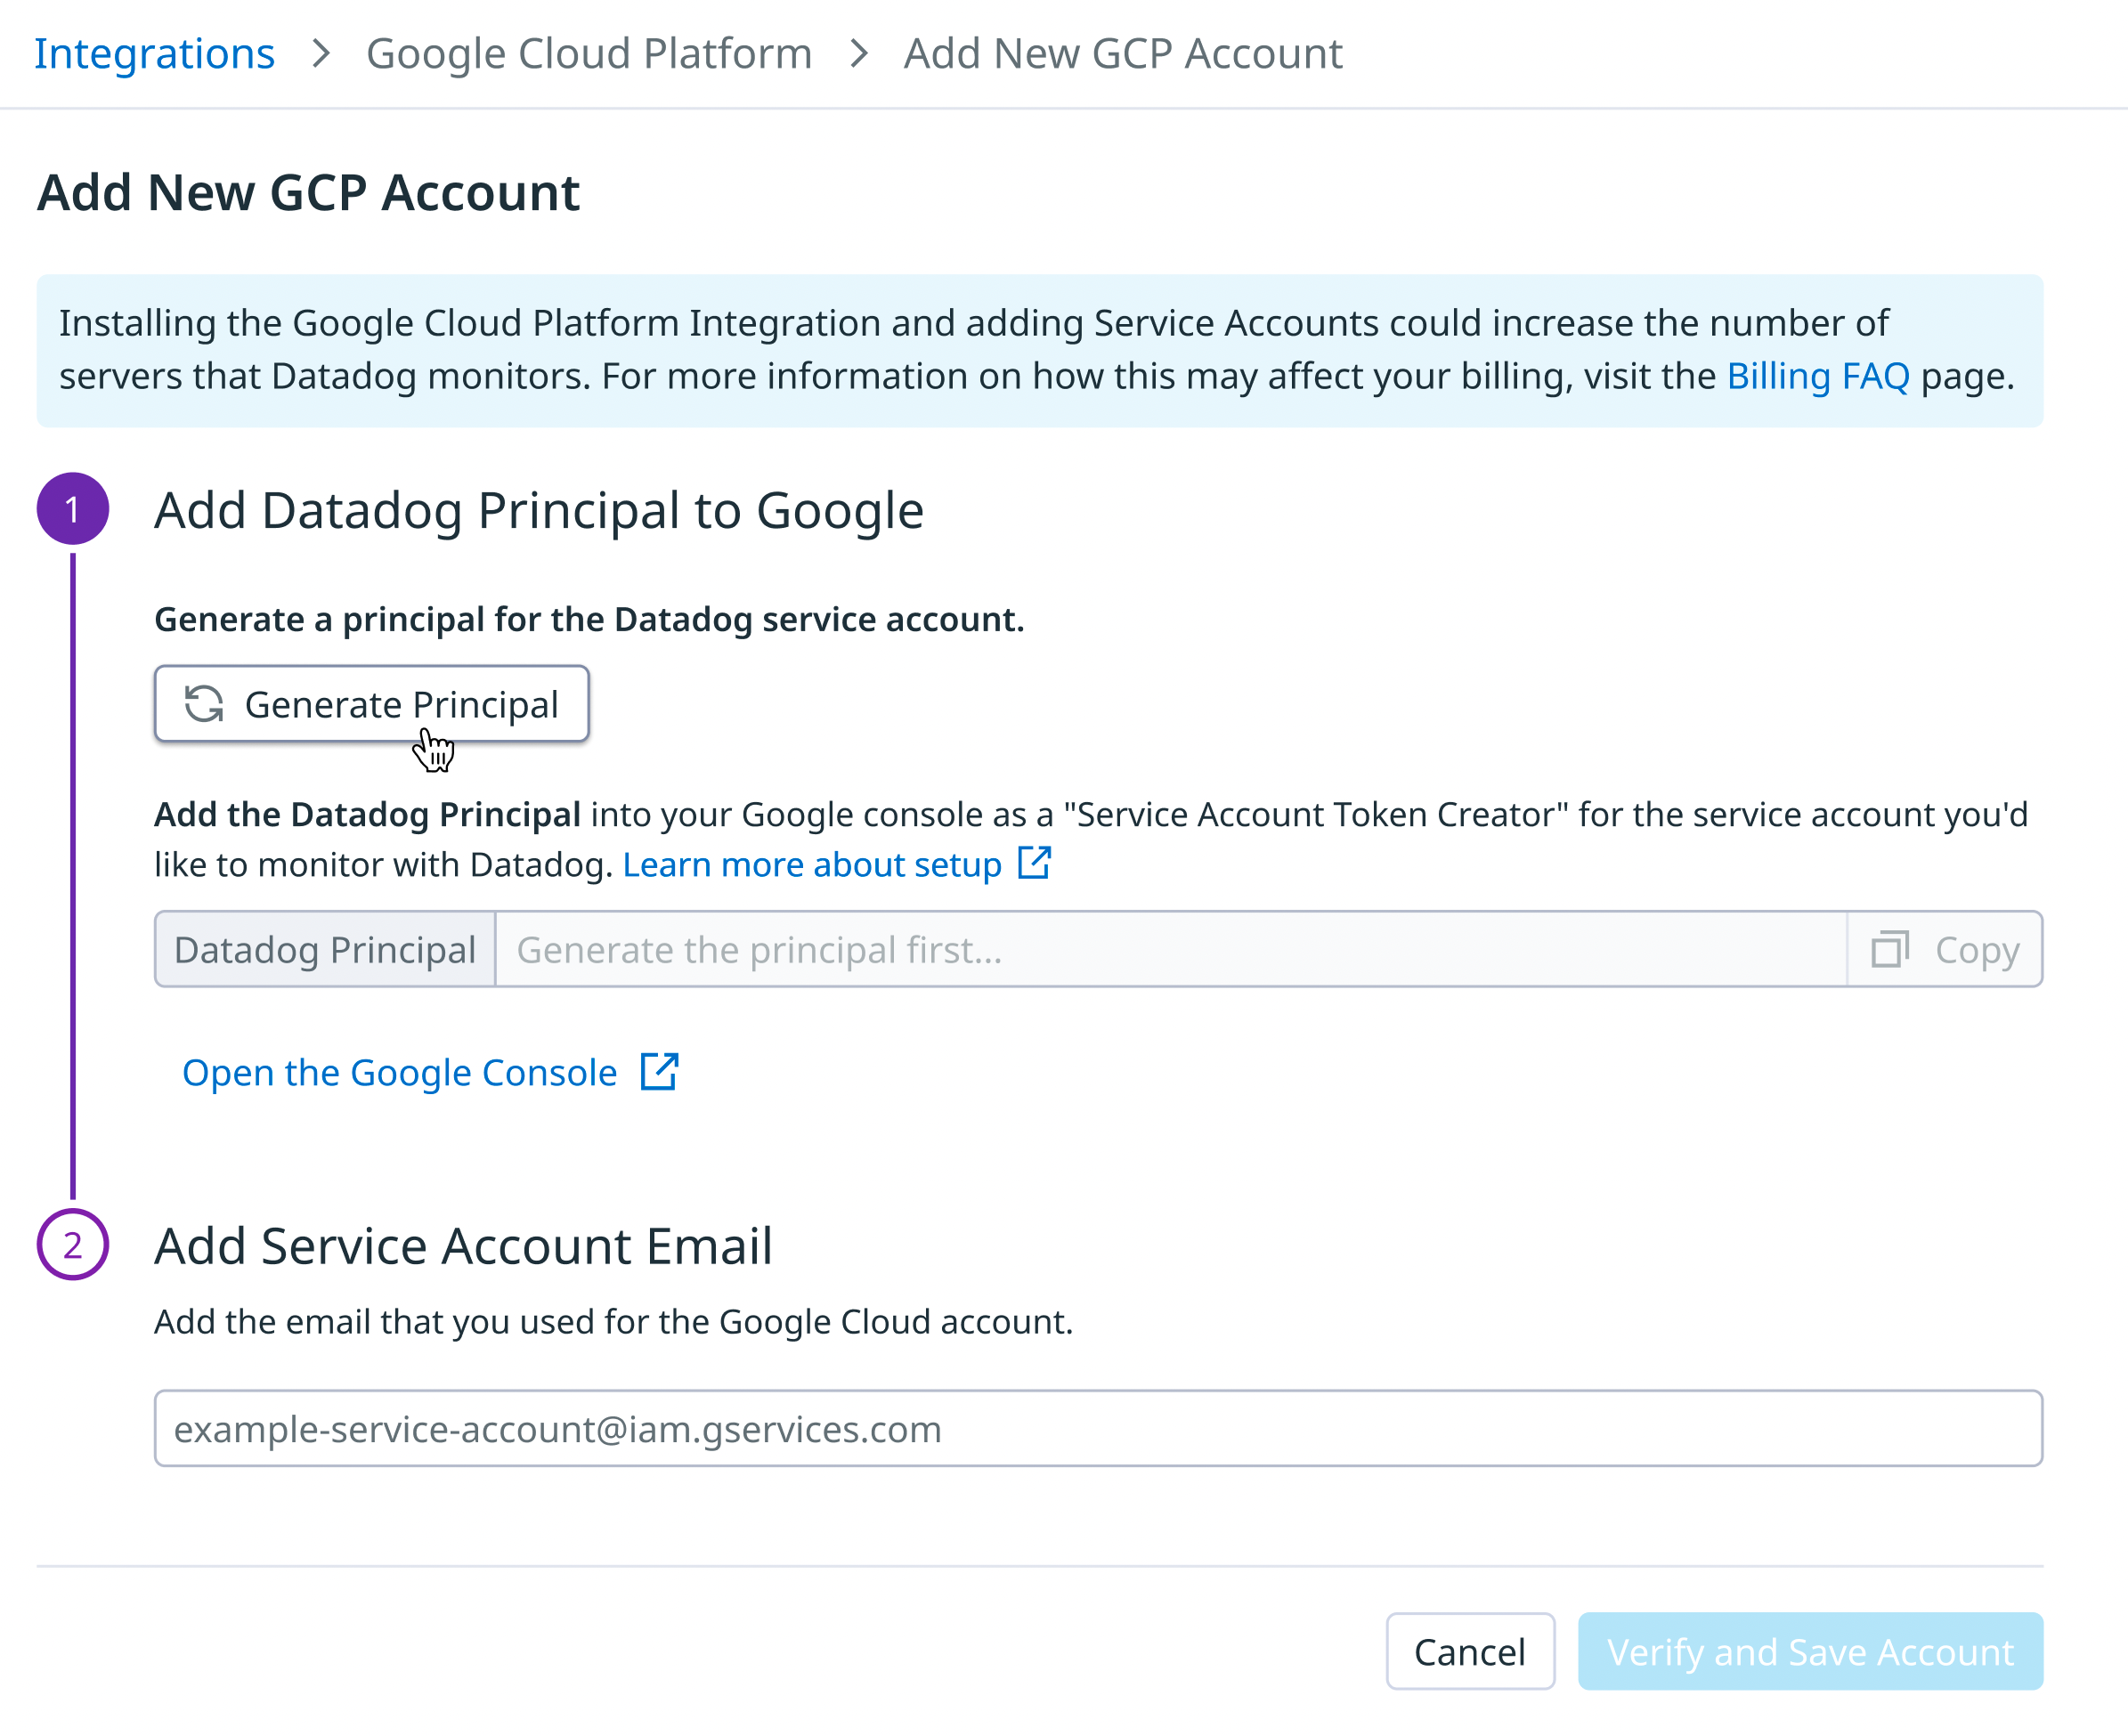 Integrations > Google Cloud Platform > Add New GCP Account
Add New GCP Account
Installing the Google Cloud Platform Integration and adding Service Accounts could increase the number of
servers that Datadog monitors. For more information on how this may affect your billing, visit the Billing FAQ page.
1 Add Datadog Principal to Google
Generate a principal for the Datadog service account.
Generate Principal
Add the Datadog Principal into your Google console as a "Service Account Token Creator" for the service account you'd
like to monitor with Datadog. Learn more about setup
Datadog Principal Generate the principal first... Copy
Open the Google Console
2 Add Service Account Email
Add the email that you used for the Google Cloud account.
example-service-account@iam.gservices.com
Cancel Verify and Save Account